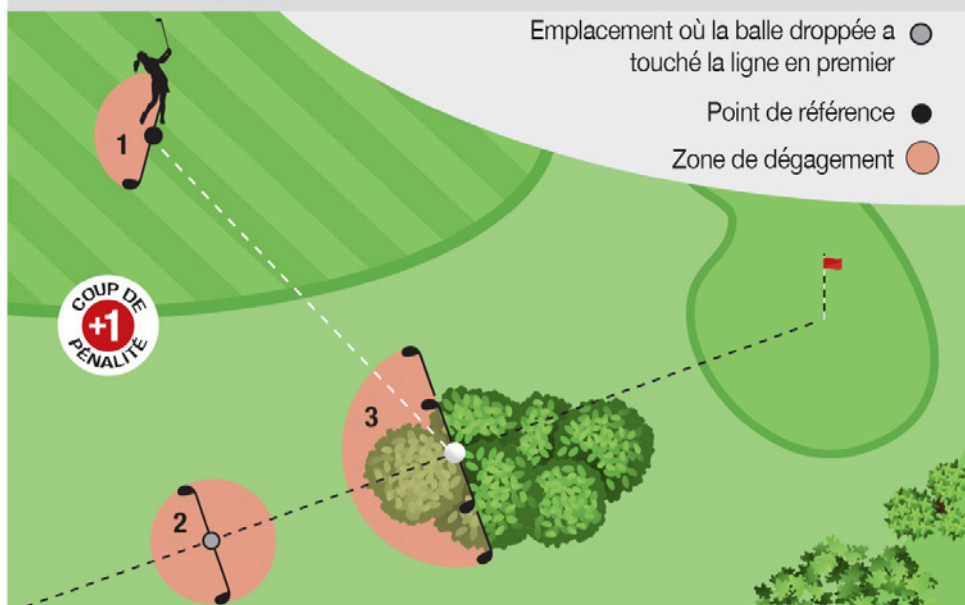 Emplacement où la balle droppée a
touché la ligne en premier
Point de référence
Zone de dégagement
1
COUP DE
+1
PÉNALITÉ
3
2